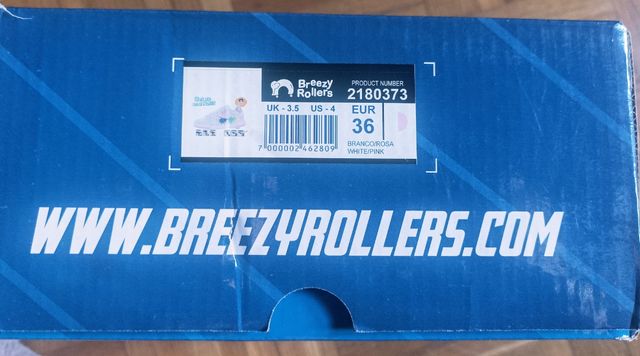 Breezy
Rollers
PRODUCT NUMBER
2180373
UK - 3.5 US - 4
EUR
36
7 000002 462809
BRANCO/ROSA
WHITE/PINK
WWW.BREEZYROLLERS.COM